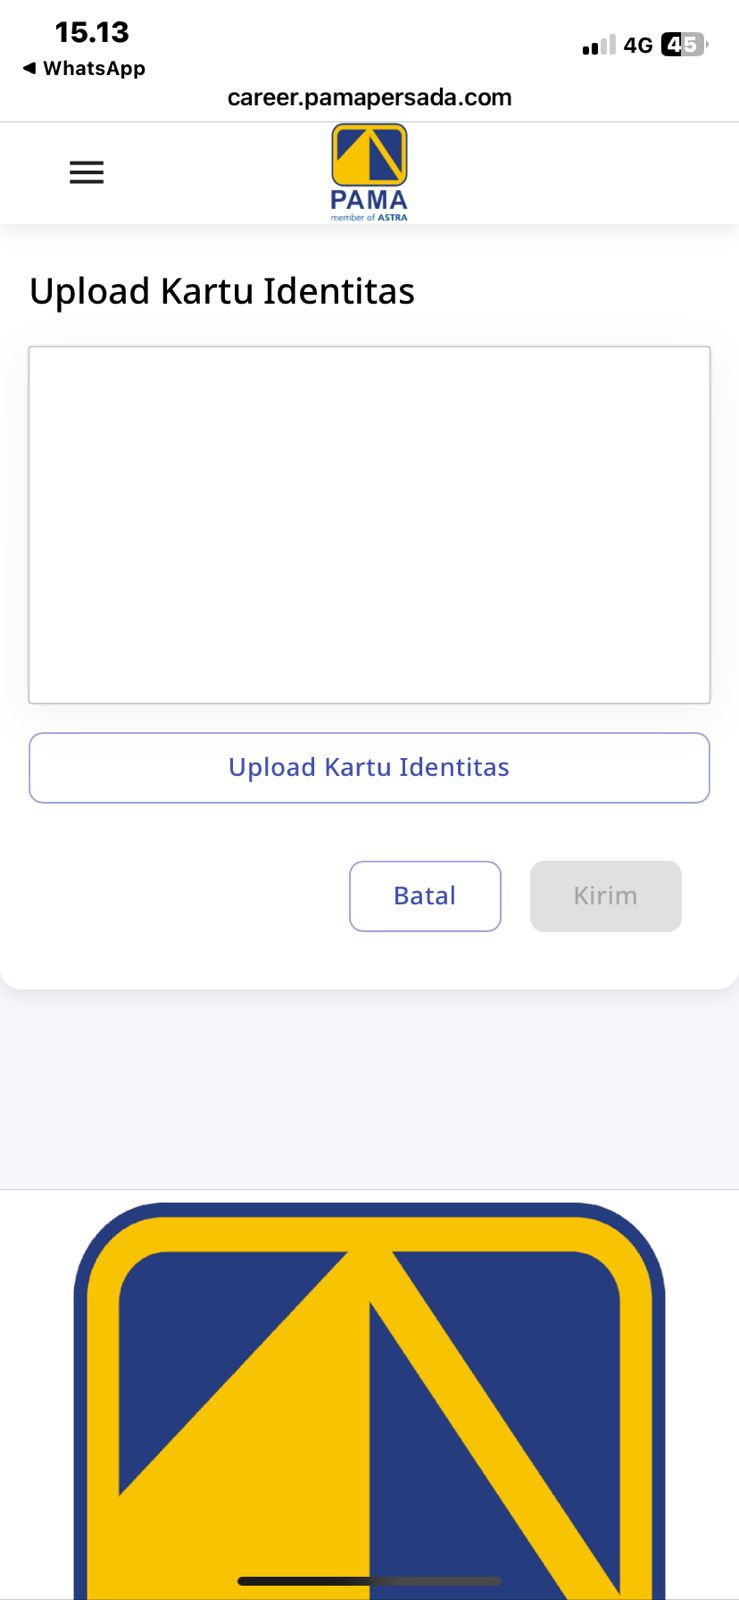 15.13
4G 45
◀ WhatsApp
career.pamapersada.com
PAMA
member of ASTRA
Upload Kartu Identitas
Upload Kartu Identitas
Batal
Kirim